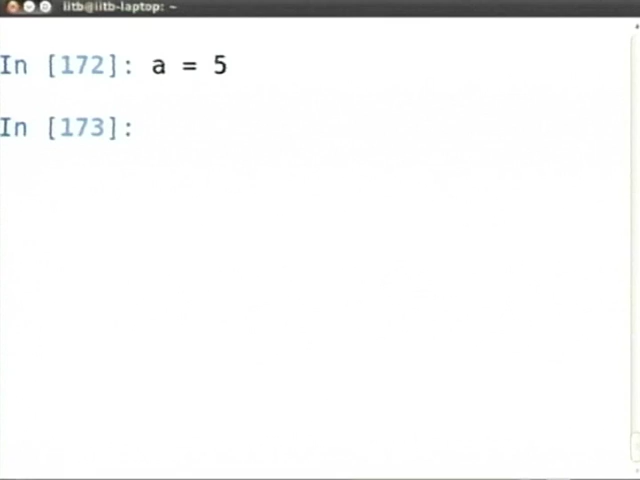 iitb@iitb-laptop: ~
In [172]: a = 5
In [173]: